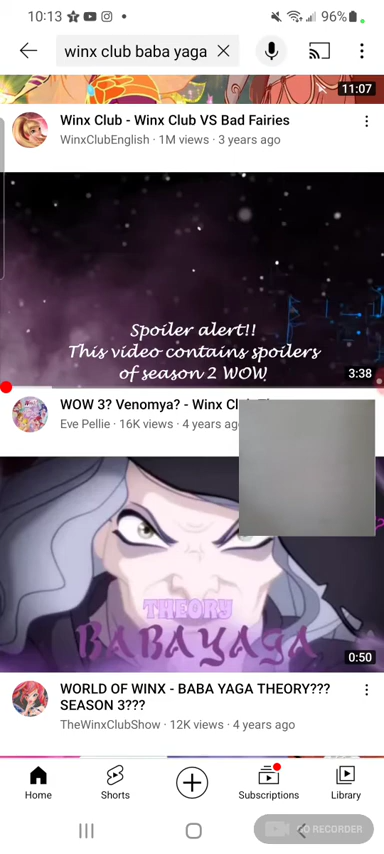 10:13
96%
winx club baba yaga
11:07
Winx Club - Winx Club VS Bad Fairies
WinxClubEnglish · 1M views · 3 years ago
Spoiler alert!!
This video contains spoilers
of season 2 WOW
3:38
WOW 3? Venomya? - Winx
Eve Pellie · 16K views · 4 years
THEORY
BABA YAGA
0:50
WORLD OF WINX - BABA YAGA THEORY???
SEASON 3???
TheWinxClubShow · 12K views · 4 years ago
Home Shorts Subscriptions Library
GO RECORDER